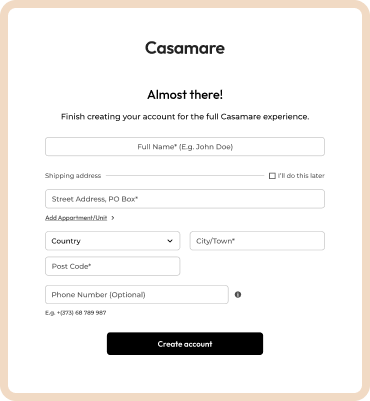 Casamare
Almost there!
Finish creating your account for the full Casamare experience.
Full Name* (E.g. John Doe)
Shipping address
I'll do this later
Street Address, PO Box*
Add Appartment/Unit >
Country
City/Town*
Post Code*
Phone Number (Optional)
E.g. +(373) 68 789 987
Create account